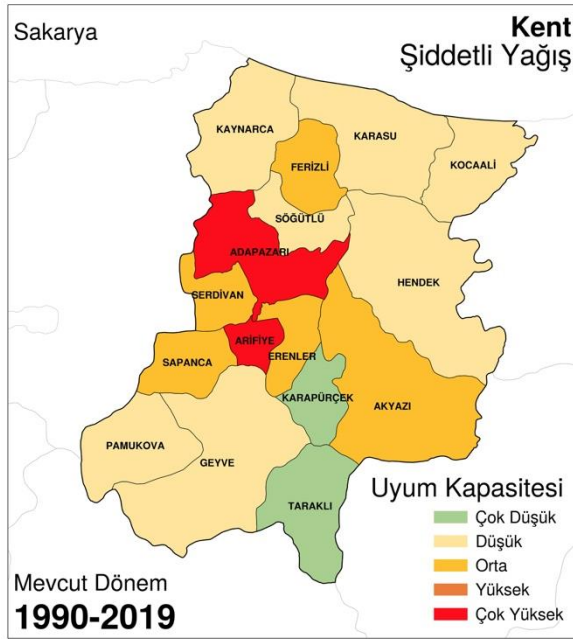 Sakarya
Kent
Şiddetli Yağış
KAYNARCA
KARASU
KOCAALİ
FERİZLİ
SÖĞÜTLÜ
ADAPAZARI
HENDEK
SERDİVAN
ARİFİYE
ERENLER
SAPANCA
KARAPÜRÇEK
AKYAZI
PAMUKOVA
GEYVE
TARAKLI
Uyum Kapasitesi
Çok Düşük
Düşük
Orta
Yüksek
Çok Yüksek
Mevcut Dönem
1990-2019